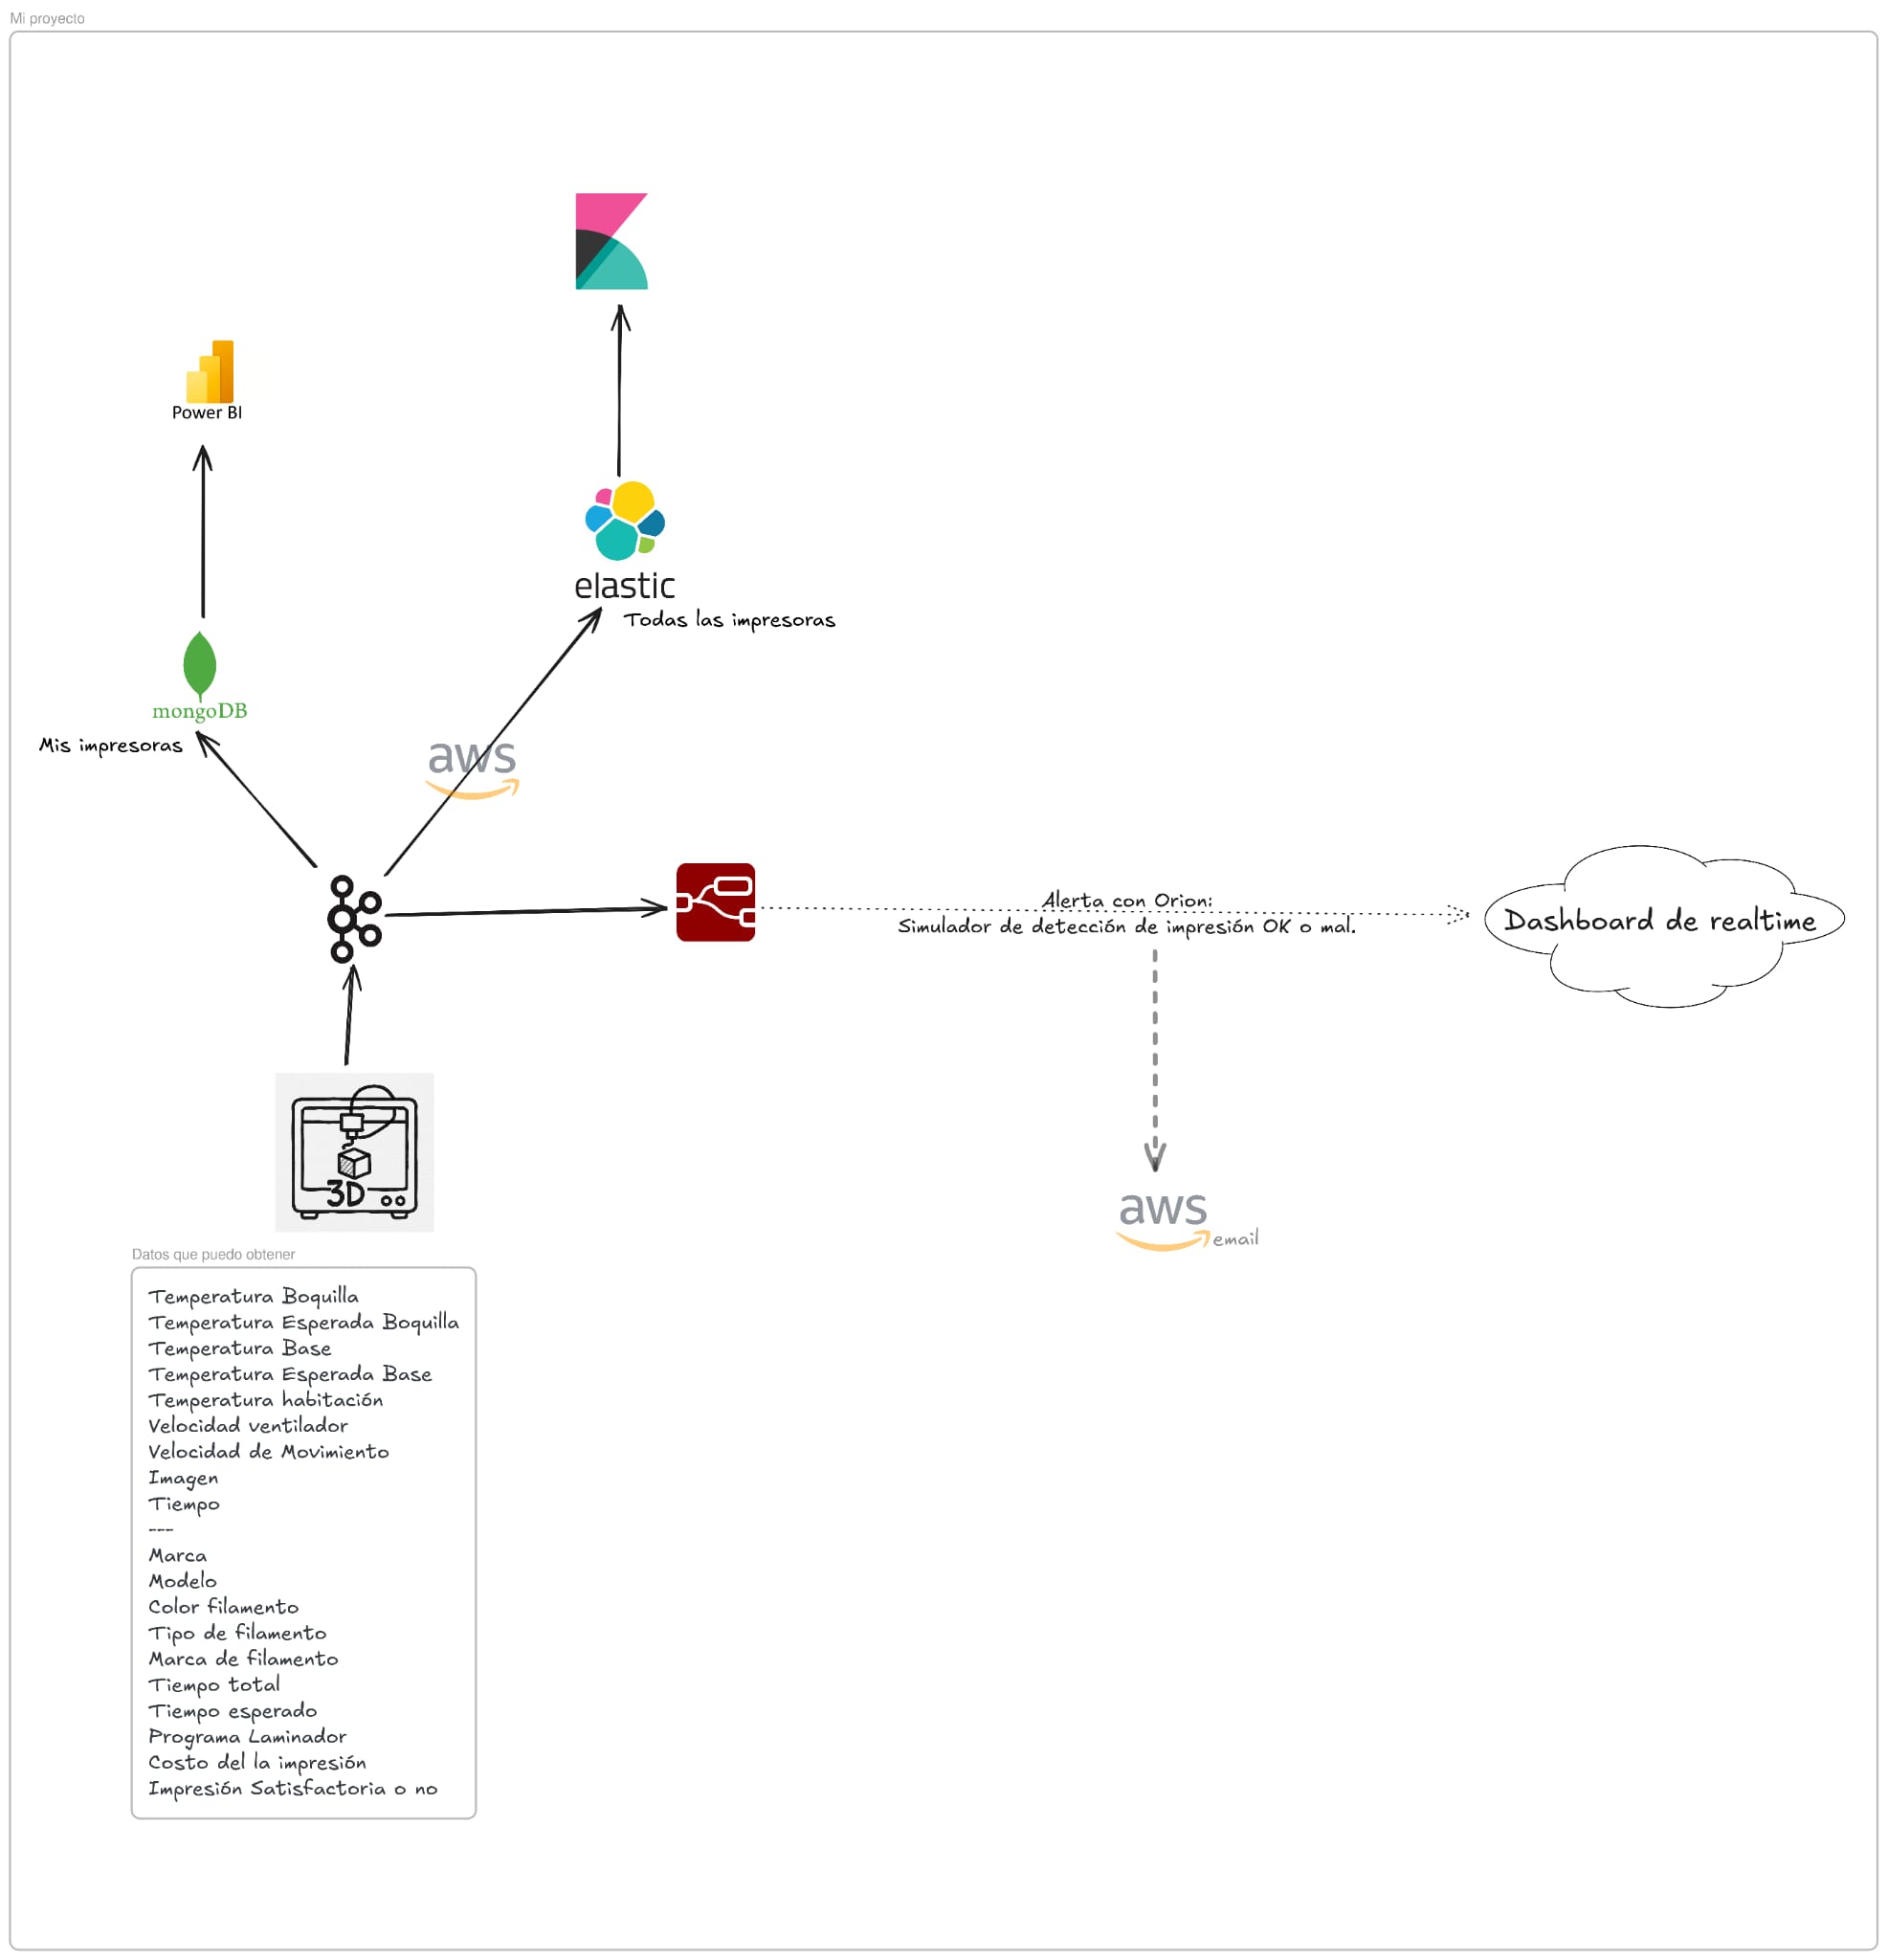 Mi proyecto
Power BI
elastic
Todas las impresoras
mongoDB
Mis impresoras
aws
Alerta con Orion:
Simulador de detección de impresión OK o mal.
Dashboard de realtime
3D
aws
email
Datos que puedo obtener
Temperatura Boquilla
Temperatura Esperada Boquilla
Temperatura Base
Temperatura Esperada Base
Temperatura habitación
Velocidad ventilador
Velocidad de Movimiento
Imagen
Tiempo
---
Marca
Modelo
Color filamento
Tipo de filamento
Marca de filamento
Tiempo total
Tiempo esperado
Programa Laminador
Costo del la impresión
Impresión Satisfactoria o no